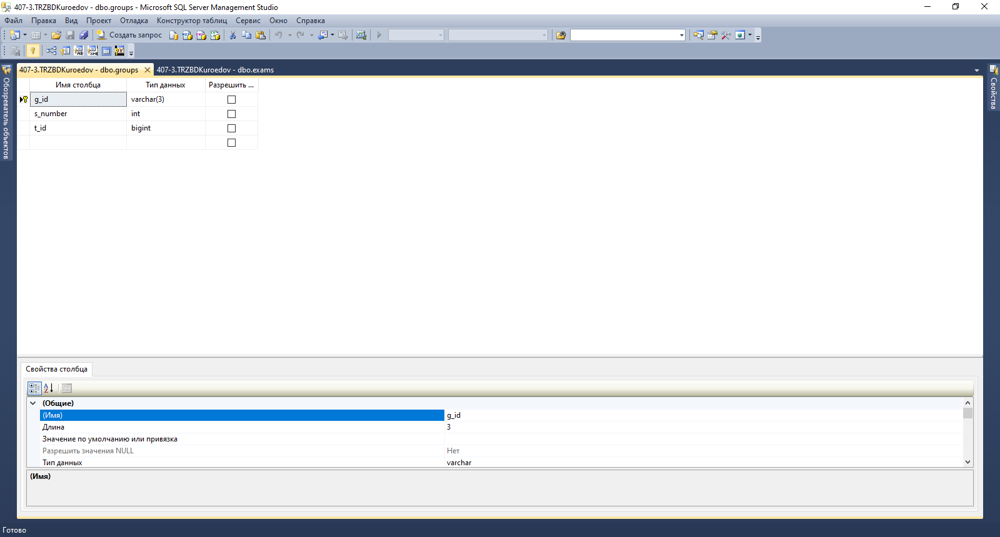 407-3.TRZBDKuroedov - dbo.groups - Microsoft SQL Server Management Studio
Файл Правка Вид Проект Отладка Конструктор таблиц Сервис Окно Справка
Создать запрос
407-3.TRZBDKuroedov - dbo.groups 407-3.TRZBDKuroedov - dbo.exams
Обозреватель объектов
Свойства
Имя столбца Тип данных Разрешить ...
g_id varchar(3)
s_number int
t_id bigint
Свойства столбца
(Общие)
(Имя) g_id
Длина 3
Значение по умолчанию или привязка
Разрешить значения NULL Нет
Тип данных varchar
(Имя)
Готово